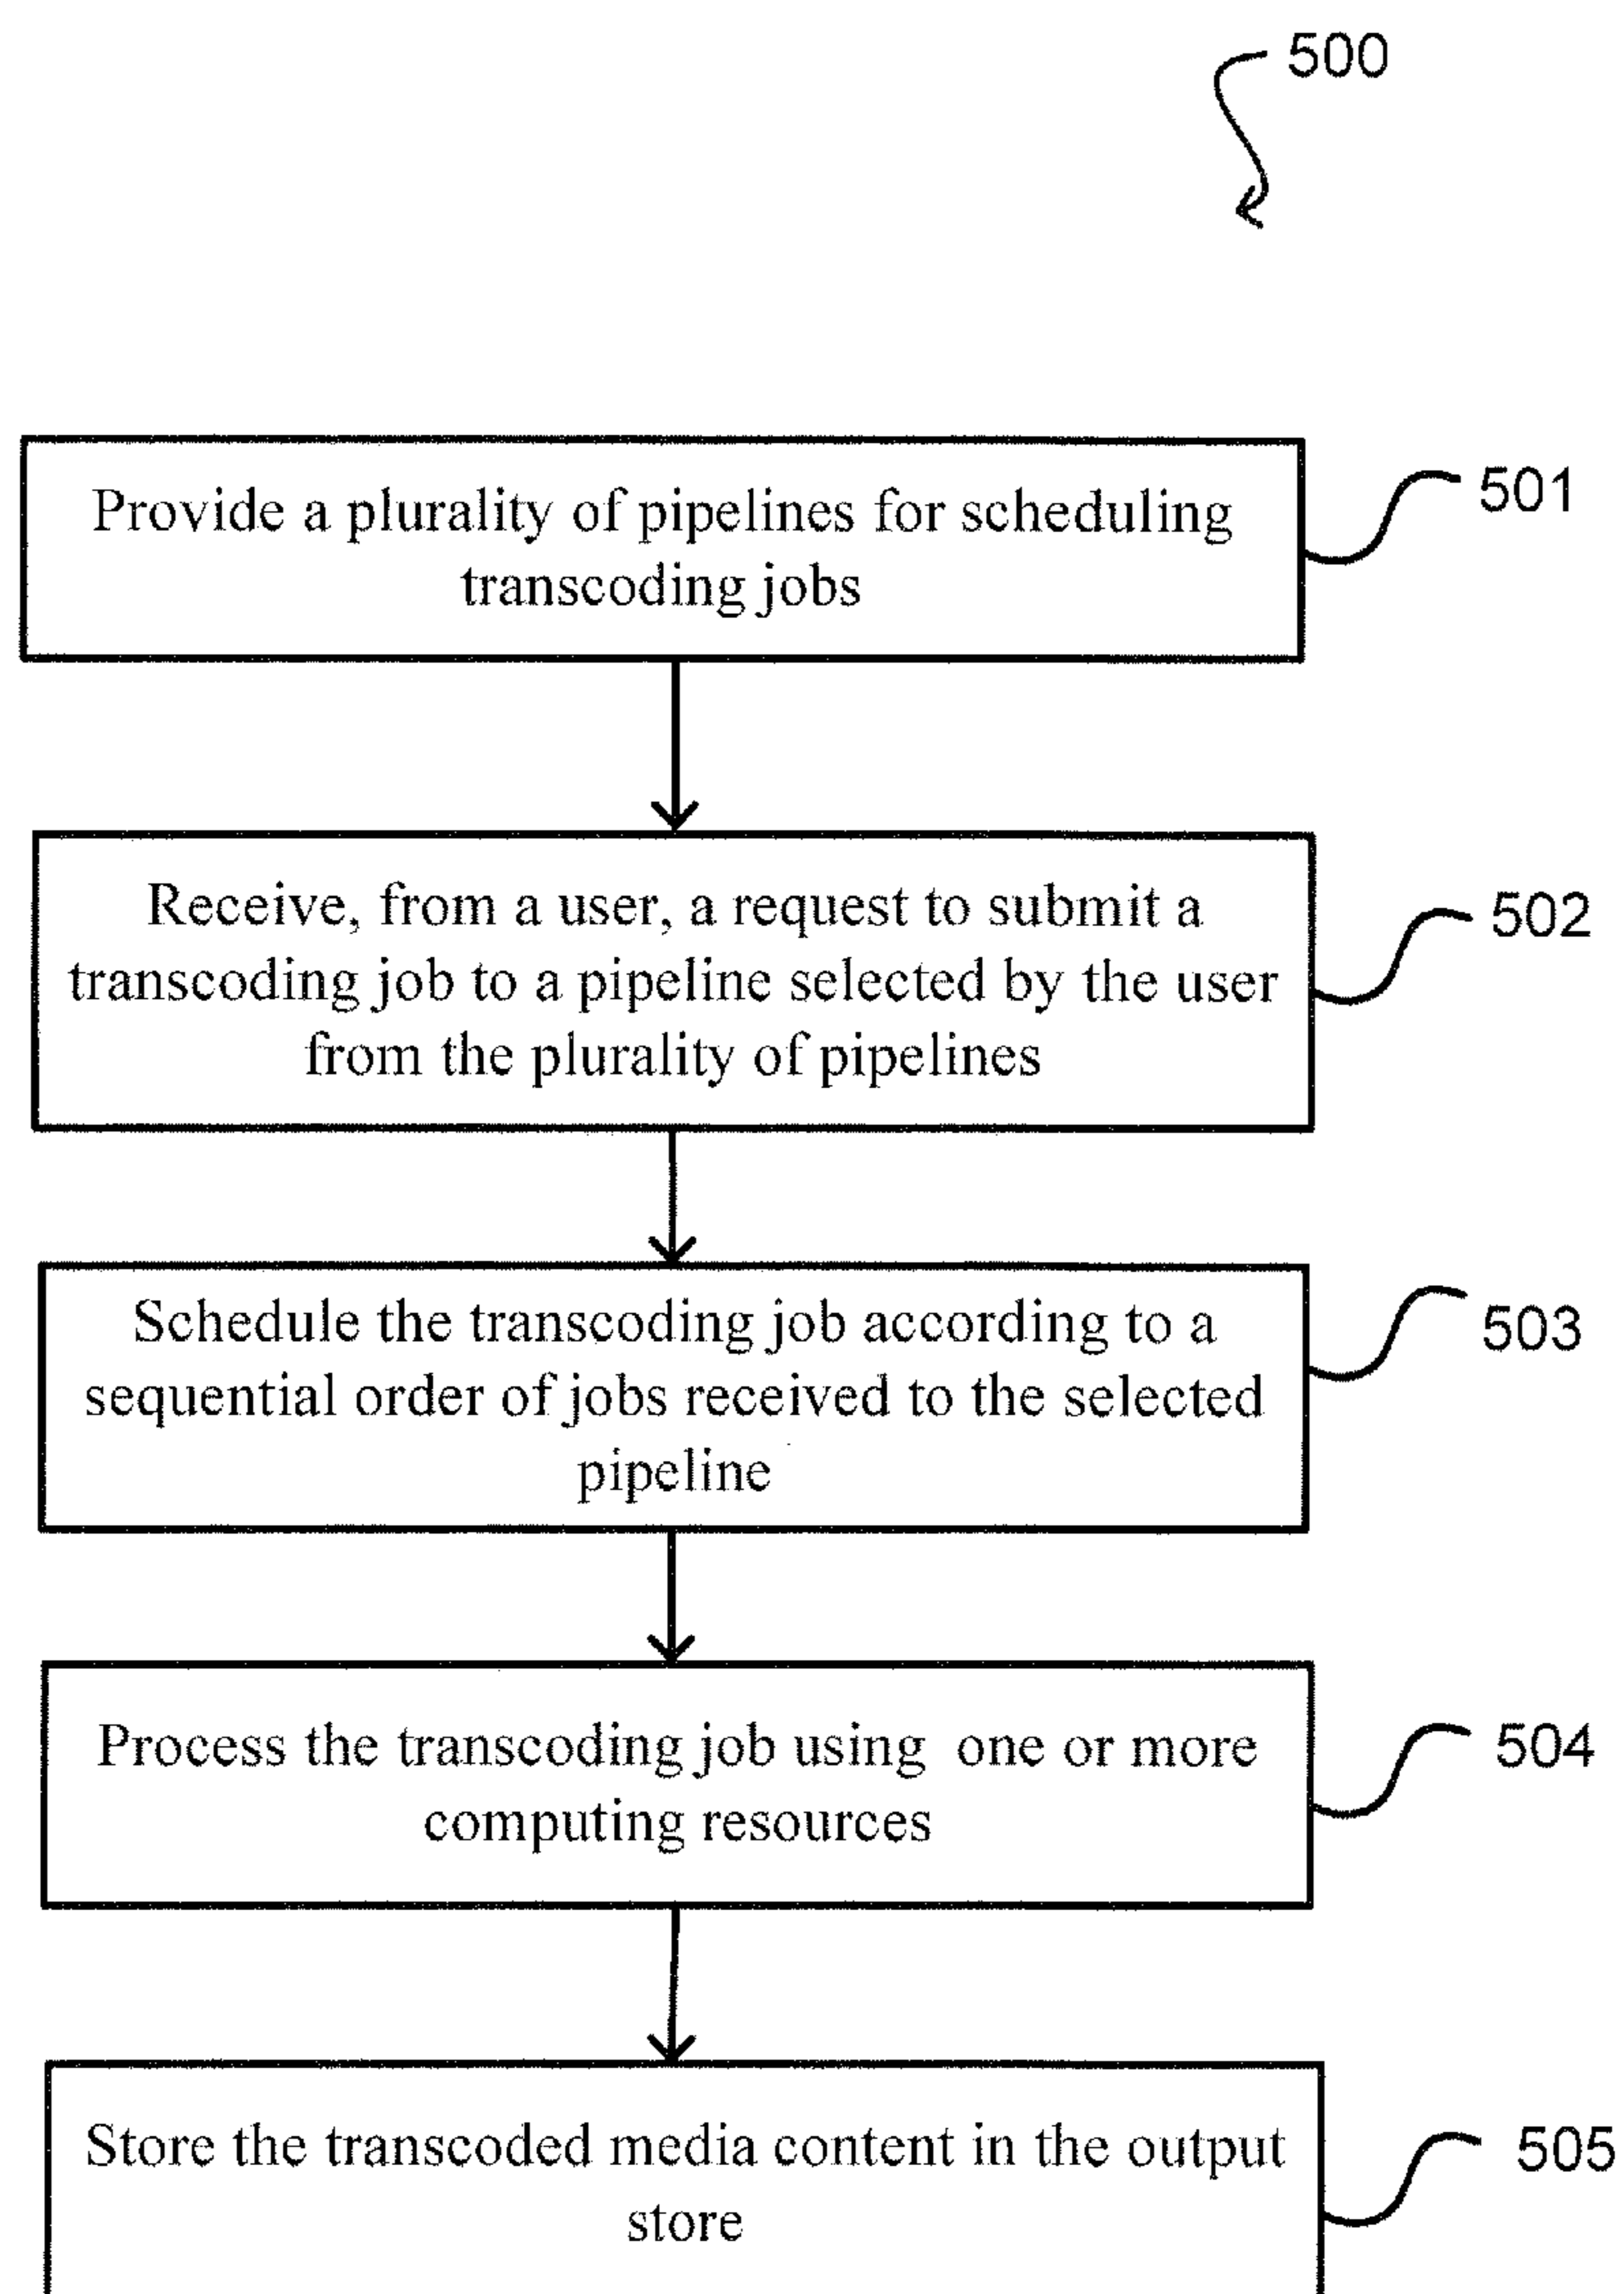 500
Provide a plurality of pipelines for scheduling
transcoding jobs
501
Receive, from a user, a request to submit a
transcoding job to a pipeline selected by the user
from the plurality of pipelines
502
Schedule the transcoding job according to a
sequential order of jobs received to the selected
pipeline
503
Process the transcoding job using one or more
computing resources
504
Store the transcoded media content in the output
store
505